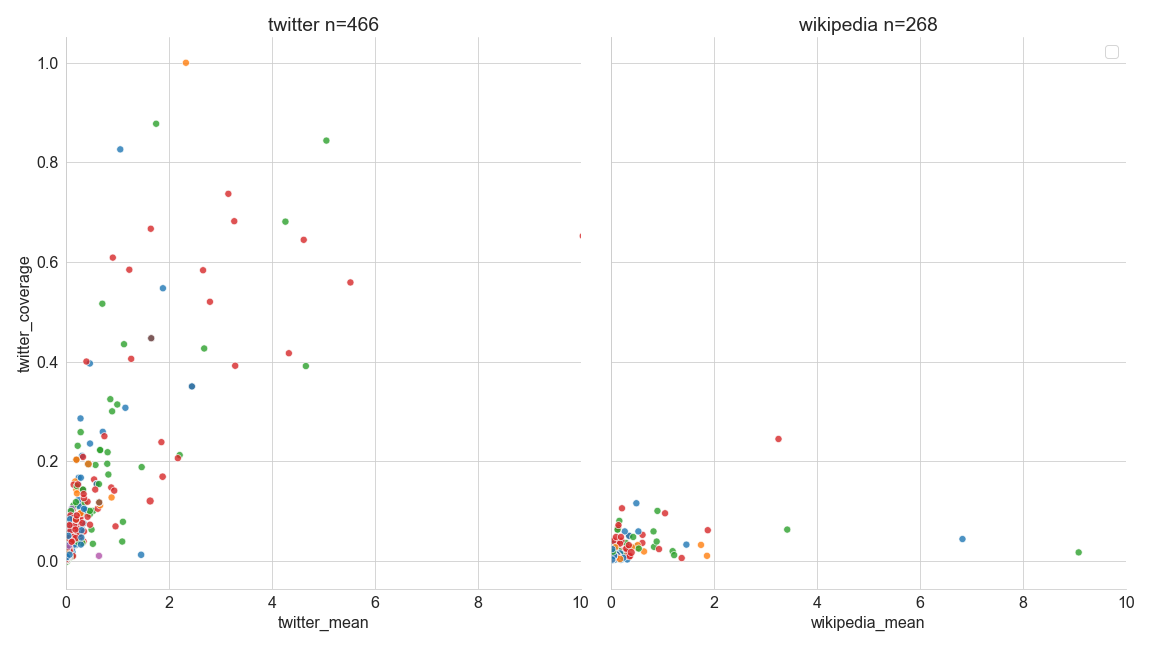 twitter n=466
wikipedia n=268
twitter_coverage
1.0
0.8
0.6
0.4
0.2
0.0
0 2 4 6 8 10
0 2 4 6 8 10
twitter_mean
wikipedia_mean